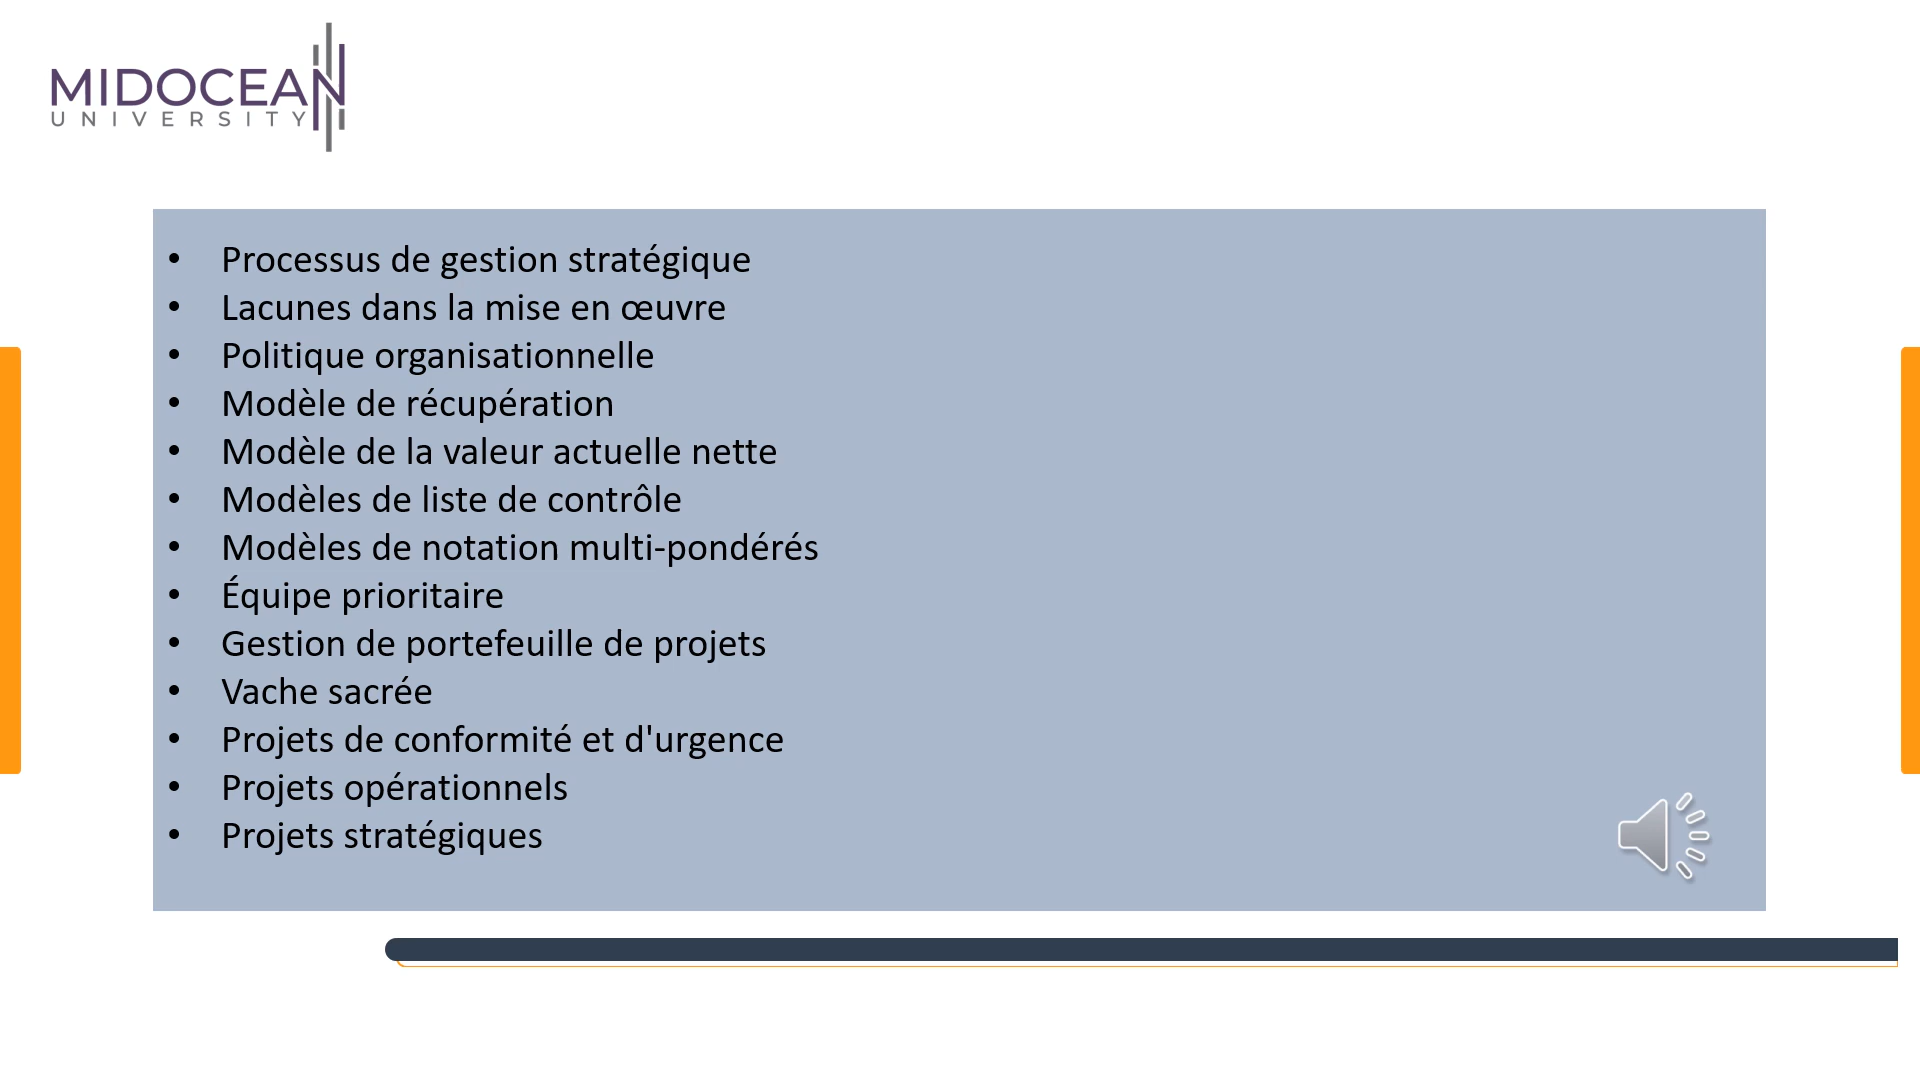 MIDOCEAN
UNIVERSITY
• Processus de gestion stratégique
• Lacunes dans la mise en œuvre
• Politique organisationnelle
• Modèle de récupération
• Modèle de la valeur actuelle nette
• Modèles de liste de contrôle
• Modèles de notation multi-pondérés
• Équipe prioritaire
• Gestion de portefeuille de projets
• Vache sacrée
• Projets de conformité et d'urgence
• Projets opérationnels
• Projets stratégiques